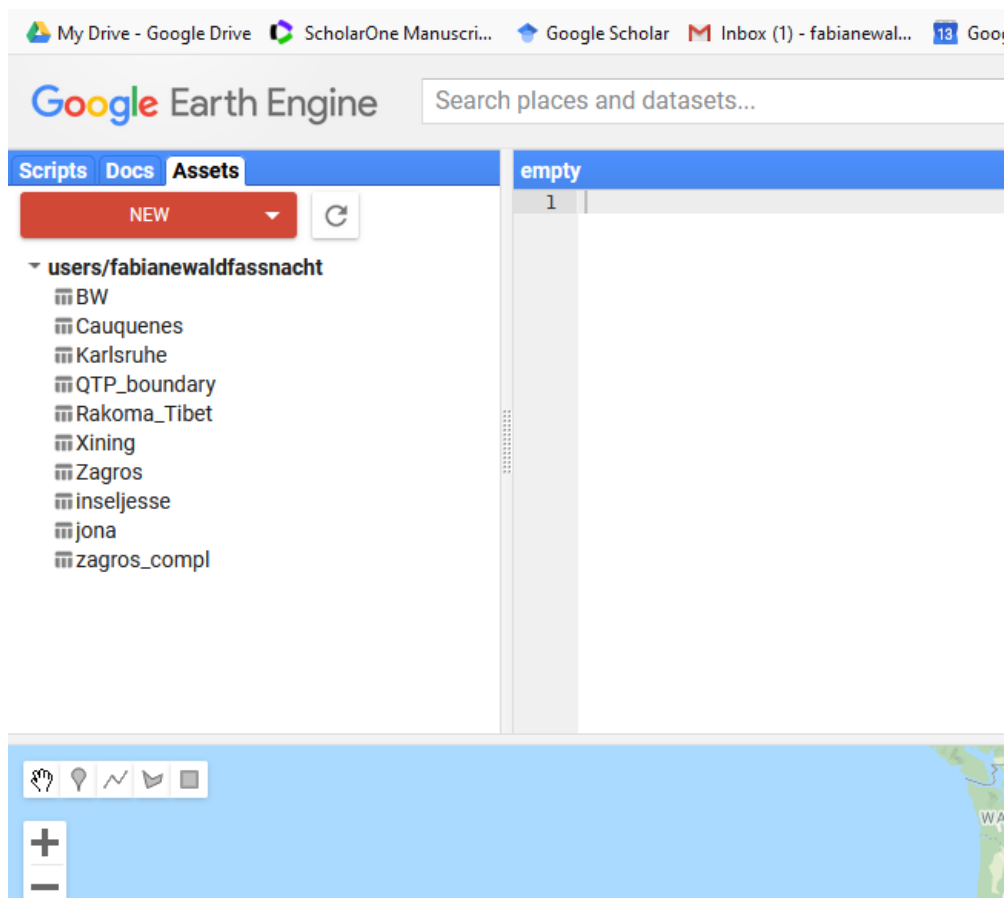 My Drive - Google Drive ScholarOne Manuscri... Google Scholar Inbox (1) - fabianewal... 13 Goog
Google Earth Engine Search places and datasets...
Scripts Docs Assets
NEW
users/fabianewaldfassnacht
BW
Cauquenes
Karlsruhe
QTP_boundary
Rakoma_Tibet
Xining
Zagros
inseljesse
jona
zagros_compl
empty
1
WA